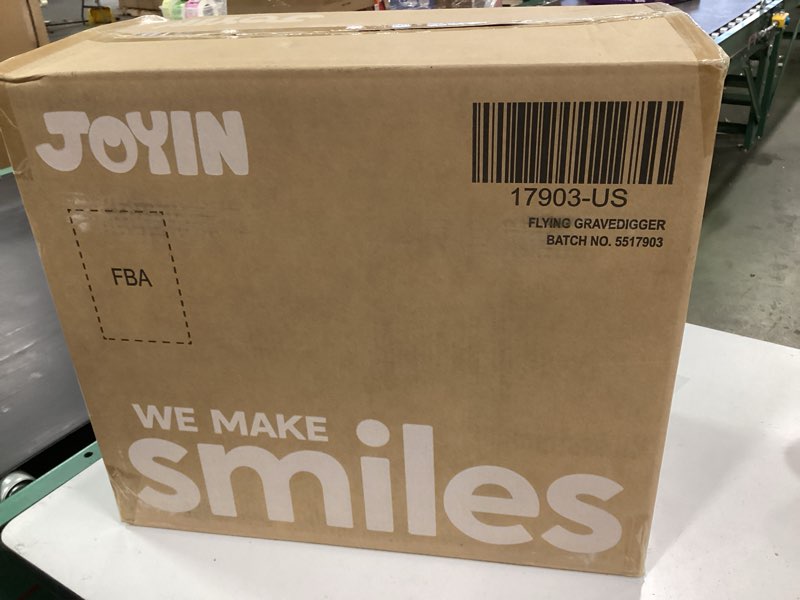 JOYIN
17903-US
FLYING GRAVEDIGGER
BATCH NO. 5517903
FBA
WE MAKE
smiles